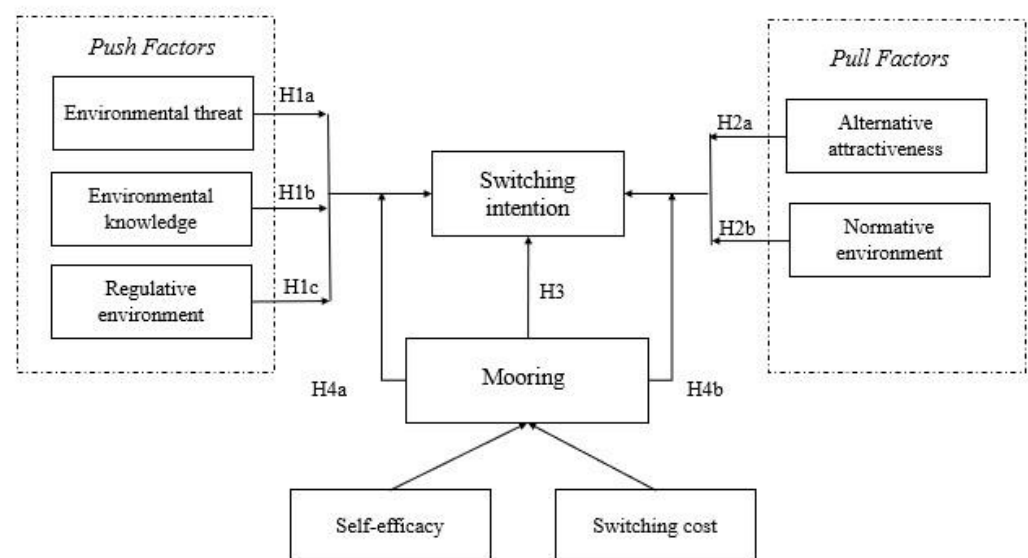 Push Factors
Environmental threat
H1a
Environmental
knowledge
H1b
Regulative
environment
H1c
Switching
intention
Pull Factors
H2a
Alternative
attractiveness
H2b
Normative
environment
H3
Mooring
H4a
H4b
Self-efficacy
Switching cost